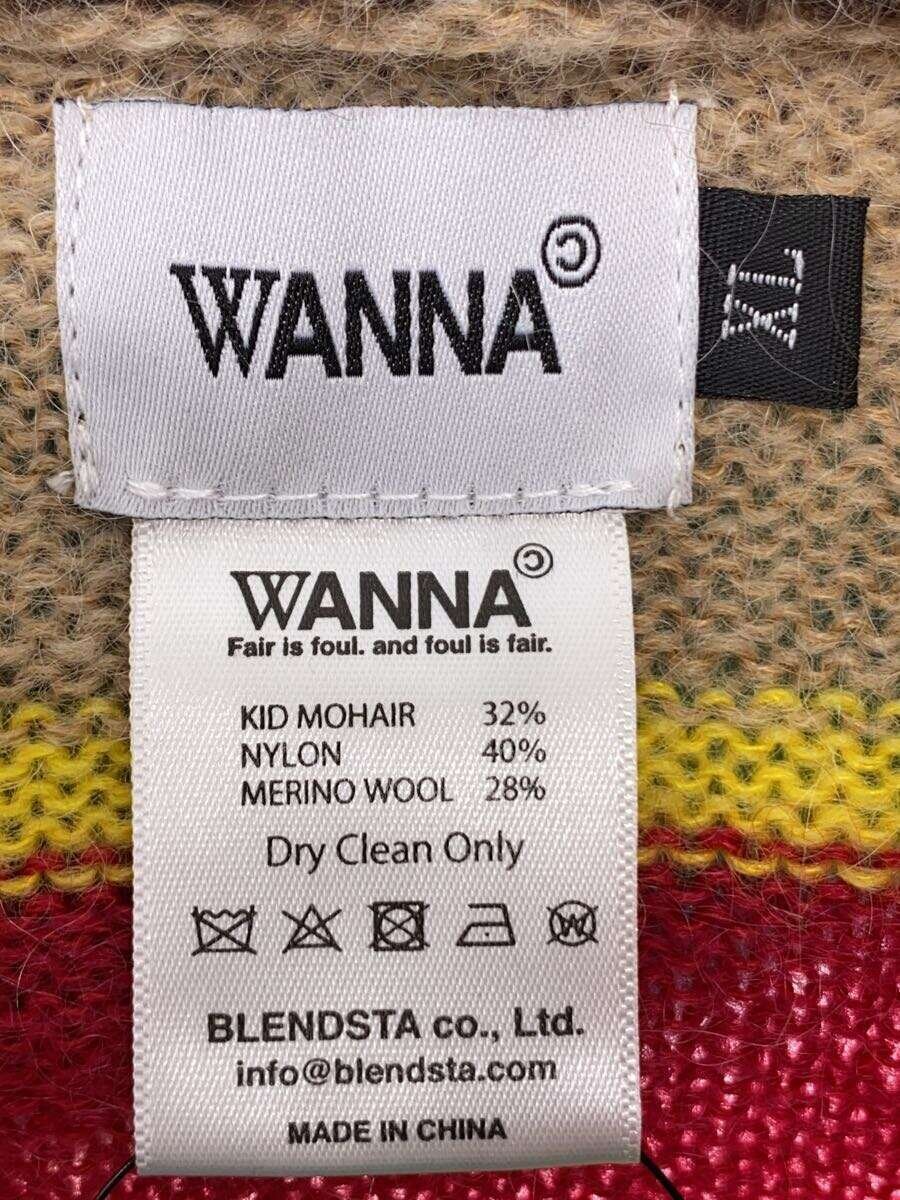 WANNA©
XL
WANNA©
Fair is foul. and foul is fair.
KID MOHAIR 32%
NYLON 40%
MERINO WOOL 28%
Dry Clean Only
W
BLENDSTA co., Ltd.
info@blendsta.com
MADE IN CHINA